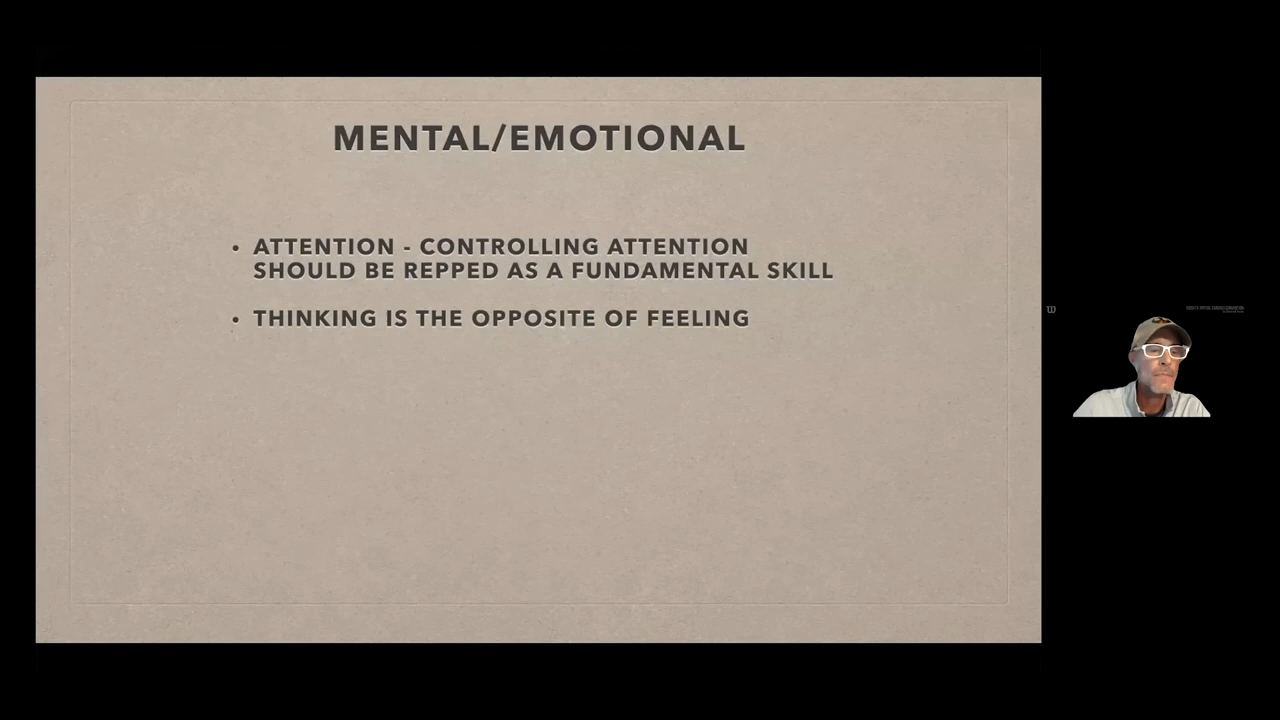 MENTAL/EMOTIONAL
• ATTENTION - CONTROLLING ATTENTION
SHOULD BE REPPED AS A FUNDAMENTAL SKILL
• THINKING IS THE OPPOSITE OF FEELING
W